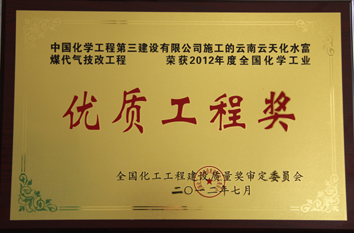 中国化学工程第三建设有限公司施工的云南云天化水富
煤代气技改工程 荣获2012年度全国化学工业
优质工程奖
全国化工工程建设质量奖审定委员会
二〇一二年七月